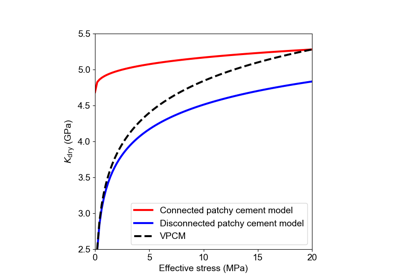 5.5
5.0
4.5
4.0
3.5
3.0
2.5
K_dry (GPa)
Connected patchy cement model
Disconnected patchy cement model
VPCM
0 5 10 15 20
Effective stress (MPa)